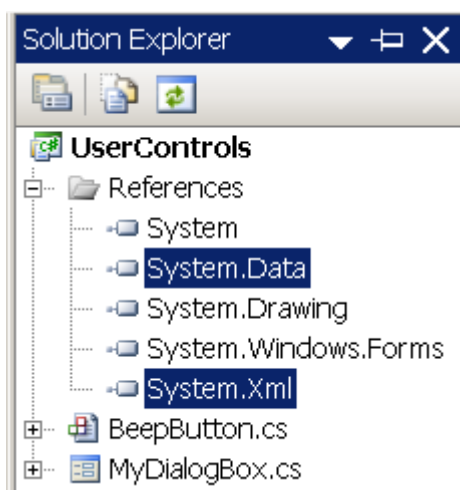 Solution Explorer
UserControls
References
System
System.Data
System.Drawing
System.Windows.Forms
System.Xml
BeepButton.cs
MyDialogBox.cs